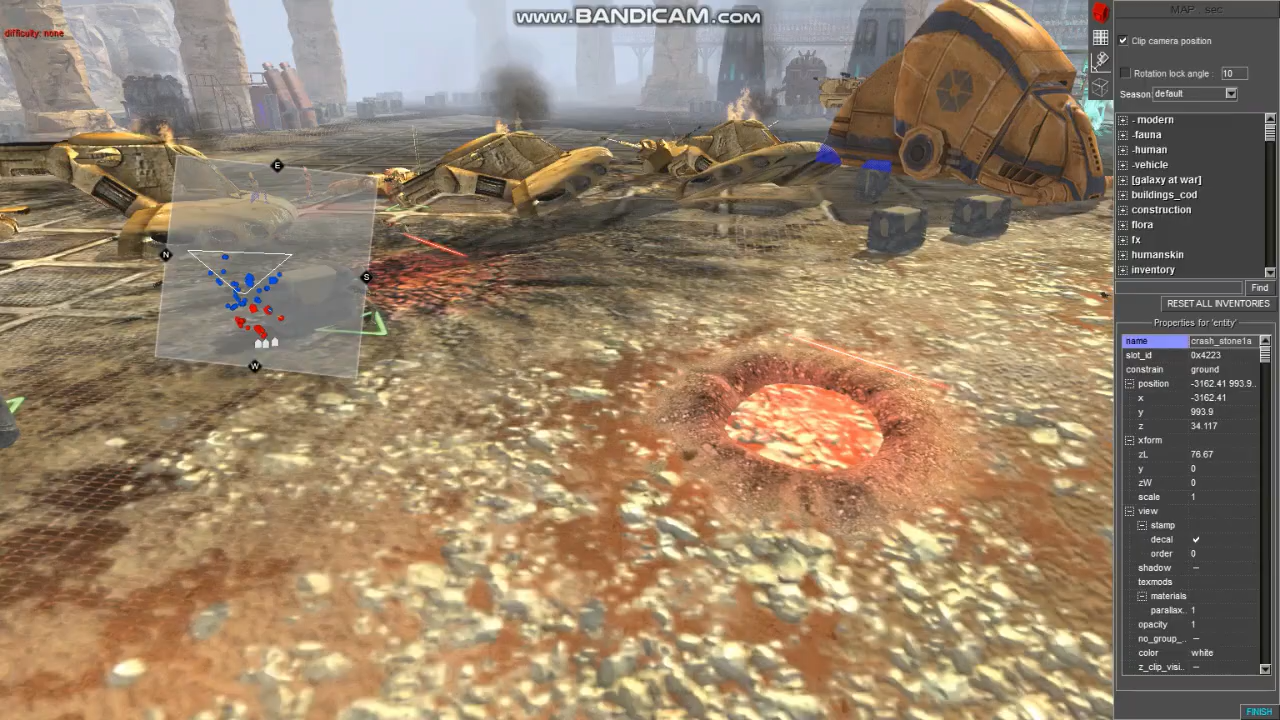 www.BANDICAM.com
difficulty: none
E
N
S
W
MAP, sec
Clip camera position
Rotation lock angle : 10
Season: default
- modern
-fauna
-human
-vehicle
[galaxy at war]
buildings_cod
construction
flora
fx
humanskin
inventory
Find
RESET ALL INVENTORIES
Properties for 'entity'
name crash_stone1a
slot_id 0x4223
constrain ground
position -3162.41 993.9..
x -3162.41
y 993.9
z 34.117
xform
zL 76.67
y 0
zW 0
scale 1
view
stamp
decal
order 0
shadow --
texmods
materials
parallax.. 1
opacity 1
no_group_.. --
color white
z_clip_visi.. --
FINISH